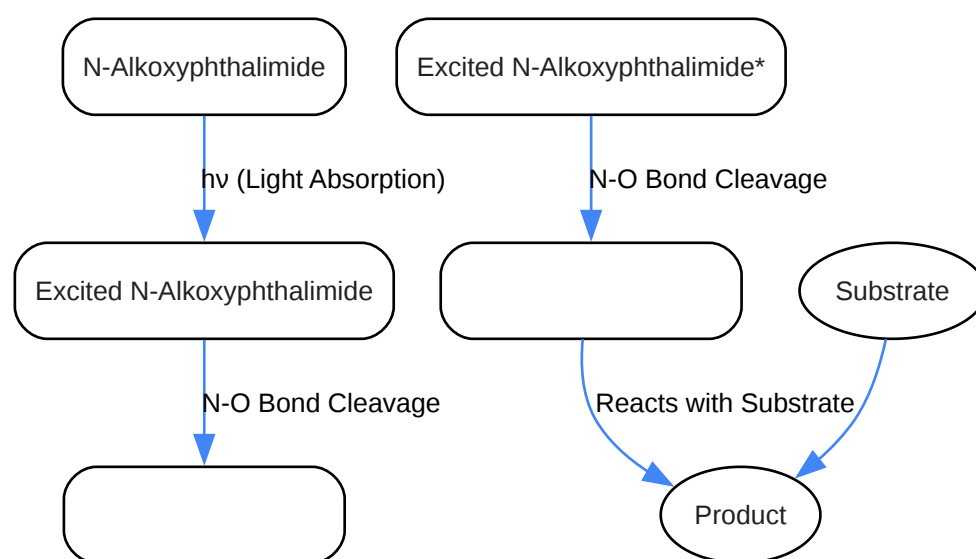 N-Alkoxyphthalimide
Excited N-Alkoxyphthalimide*
hν (Light Absorption)
N-O Bond Cleavage
Excited N-Alkoxyphthalimide
Substrate
N-O Bond Cleavage
Reacts with Substrate
Product